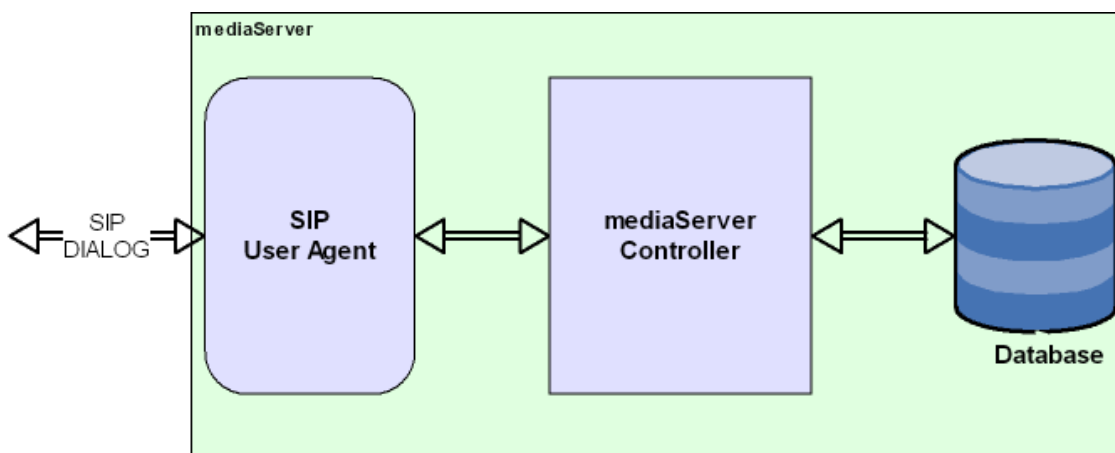 mediaServer
SIP
DIALOG
SIP
User Agent
mediaServer
Controller
Database